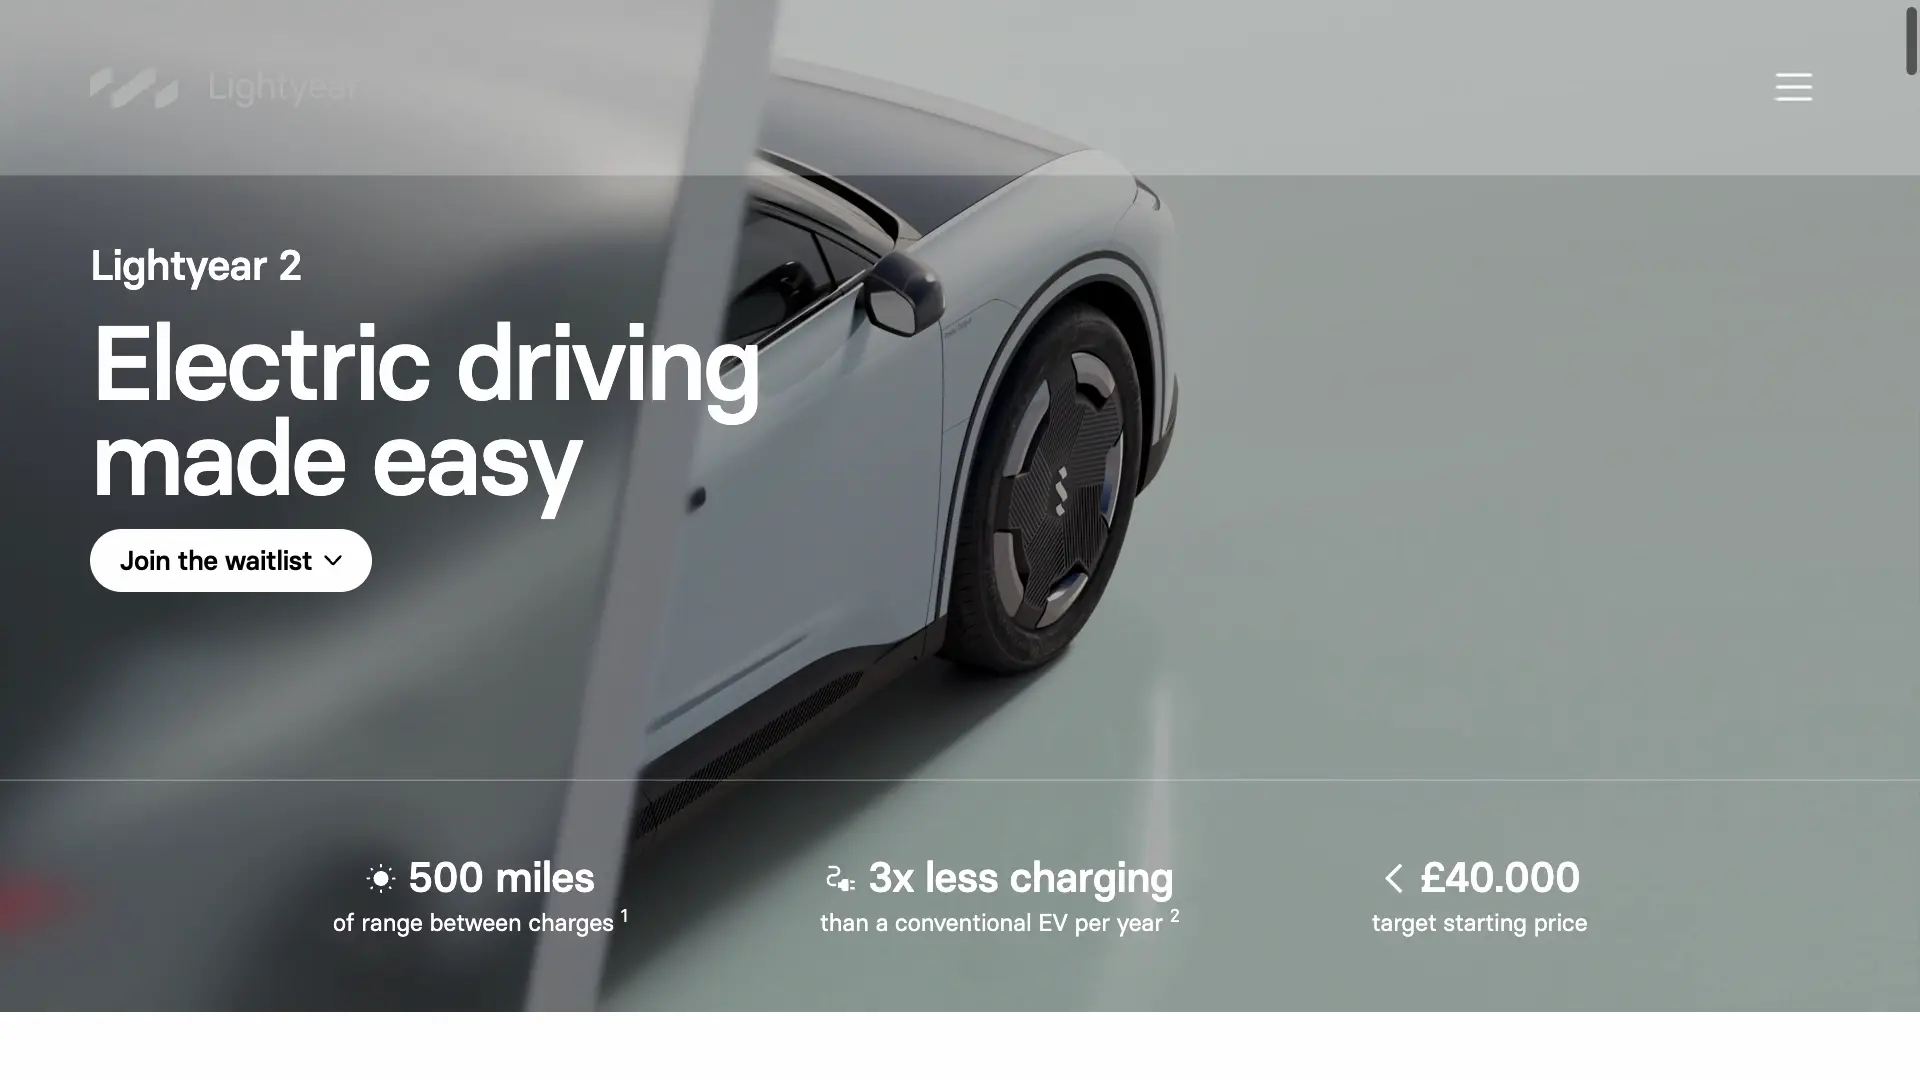 Lightyear
Lightyear 2
Electric driving
made easy
Join the waitlist
500 miles
of range between charges 1
3x less charging
than a conventional EV per year 2
< £40.000
target starting price